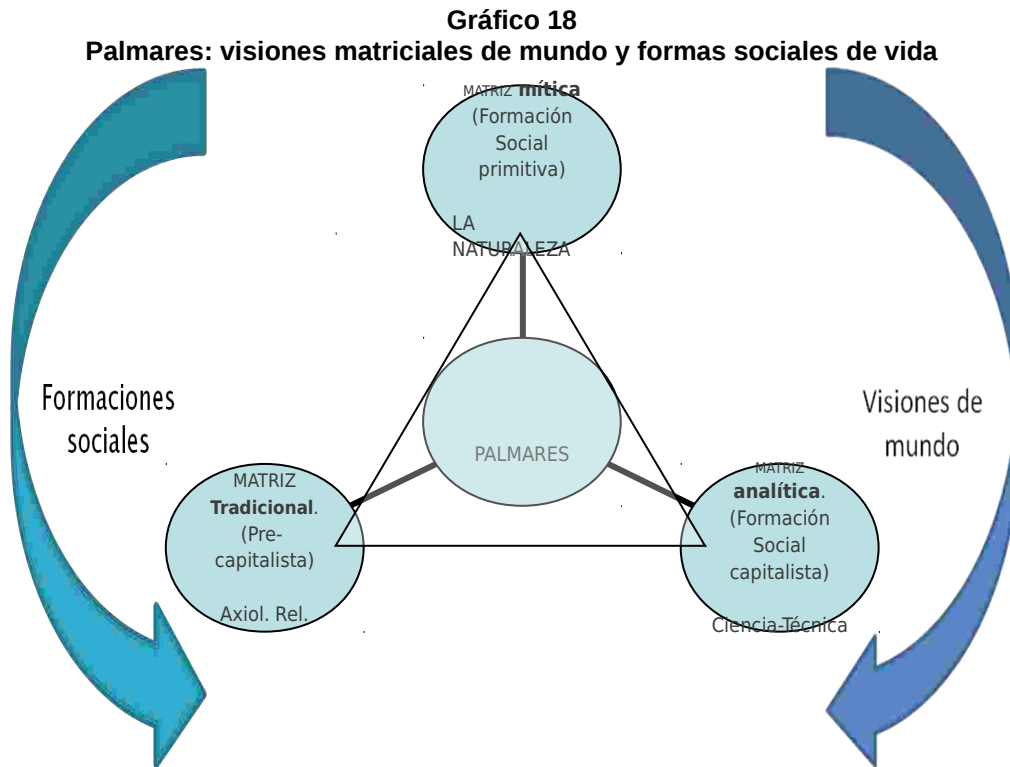 Gráfico 18
Palmares: visiones matriciales de mundo y formas sociales de vida
MATRIZ mítica
(Formación
Social
primitiva)
LA
NATURALEZA
Formaciones
sociales
Visiones de
mundo
PALMARES
MATRIZ
Tradicional.
(Pre-
capitalista)
Axiol. Rel.
MATRIZ
analítica.
(Formación
Social
capitalista)
Ciencia-Técnica